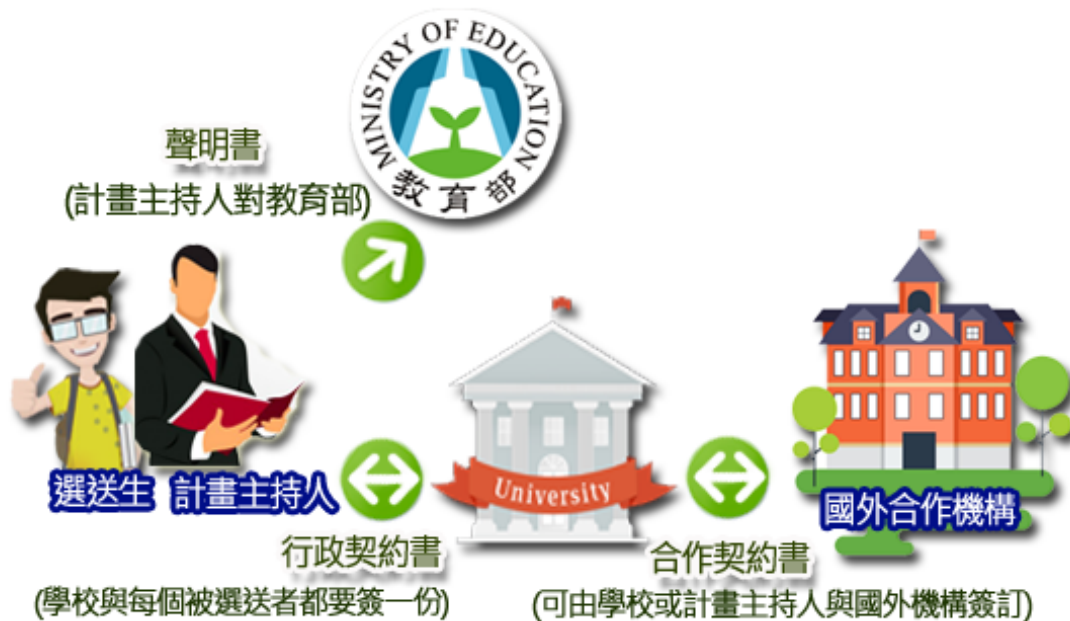 MINISTRY OF EDUCATION
教育部
聲明書
(計畫主持人對教育部)
選送生
計畫主持人
University
國外合作機構
行政契約書
(學校與每個被選送者都要簽一份)
合作契約書
(可由學校或計畫主持人與國外機構簽訂)